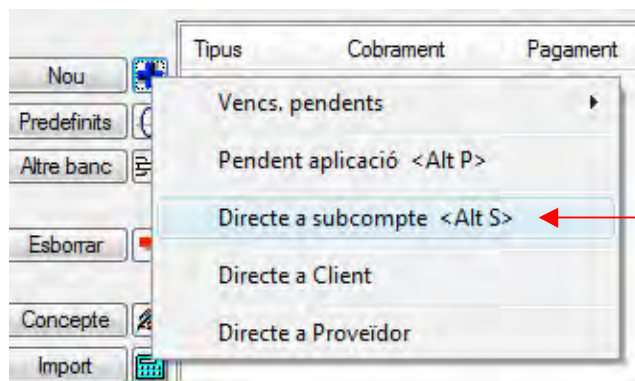 Tipus Cobrament Pagament
Nou
Predefinits
Altre banc
Esborrar
Concepte
Import
Vencs. pendents
Pendent aplicació <Alt P>
Directe a subcompte <Alt S>
Directe a Client
Directe a Proveïdor